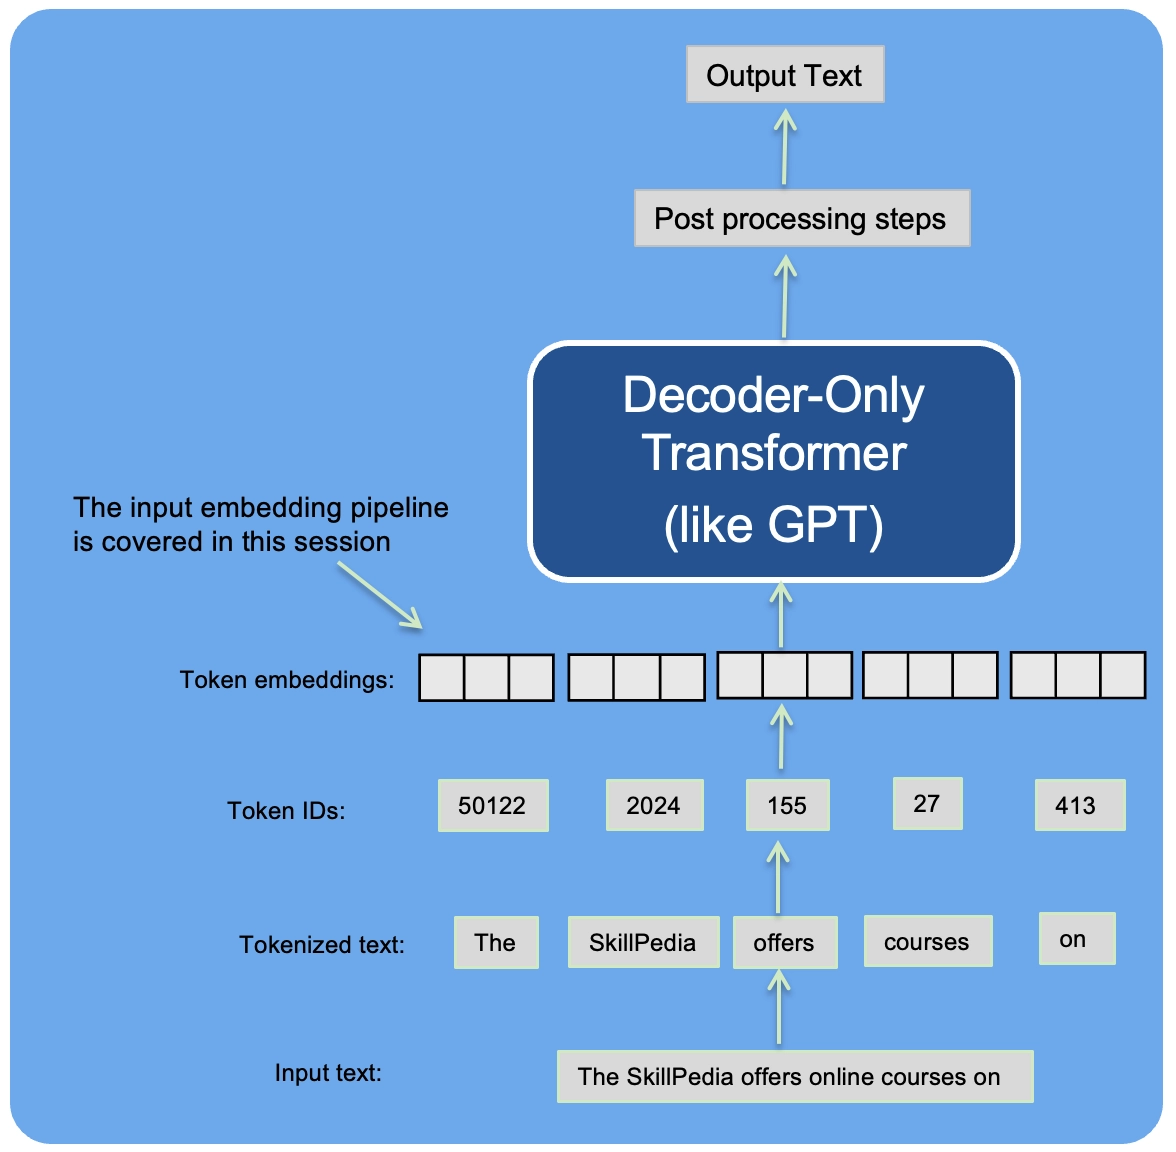 Output Text
Post processing steps
Decoder-Only
Transformer
(like GPT)
The input embedding pipeline
is covered in this session
Token embeddings:
Token IDs: 50122 2024 155 27 413
Tokenized text: The SkillPedia offers courses on
Input text: The SkillPedia offers online courses on